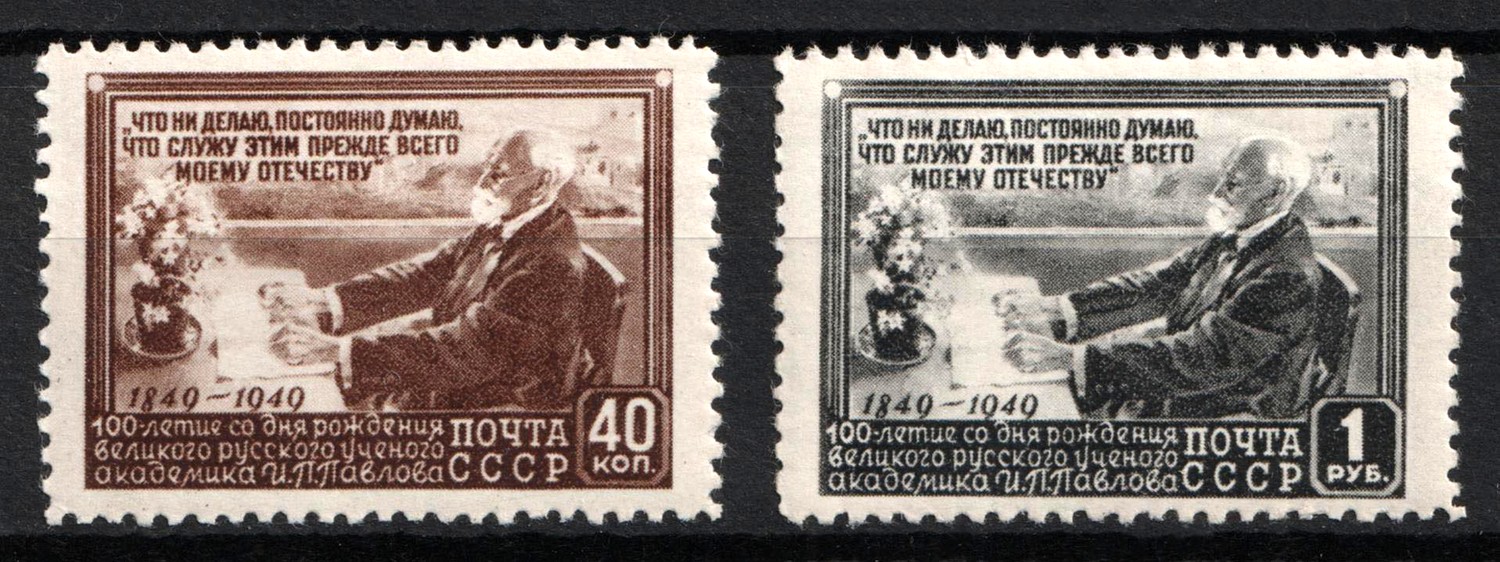 „ЧТО НИ ДЕЛАЮ, ПОСТОЯННО ДУМАЮ,
ЧТО СЛУЖУ ЭТИМ ПРЕЖДЕ ВСЕГО
МОЕМУ ОТЕЧЕСТВУ“
1849–1949
100-летие со дня рождения
великого русского ученого
академика И.П.Павлова
ПОЧТА
СССР
40
КОП.
„ЧТО НИ ДЕЛАЮ, ПОСТОЯННО ДУМАЮ,
ЧТО СЛУЖУ ЭТИМ ПРЕЖДЕ ВСЕГО
МОЕМУ ОТЕЧЕСТВУ“
1849–1949
100-летие со дня рождения
великого русского ученого
академика И.П.Павлова
ПОЧТА
СССР
1
РУБ.